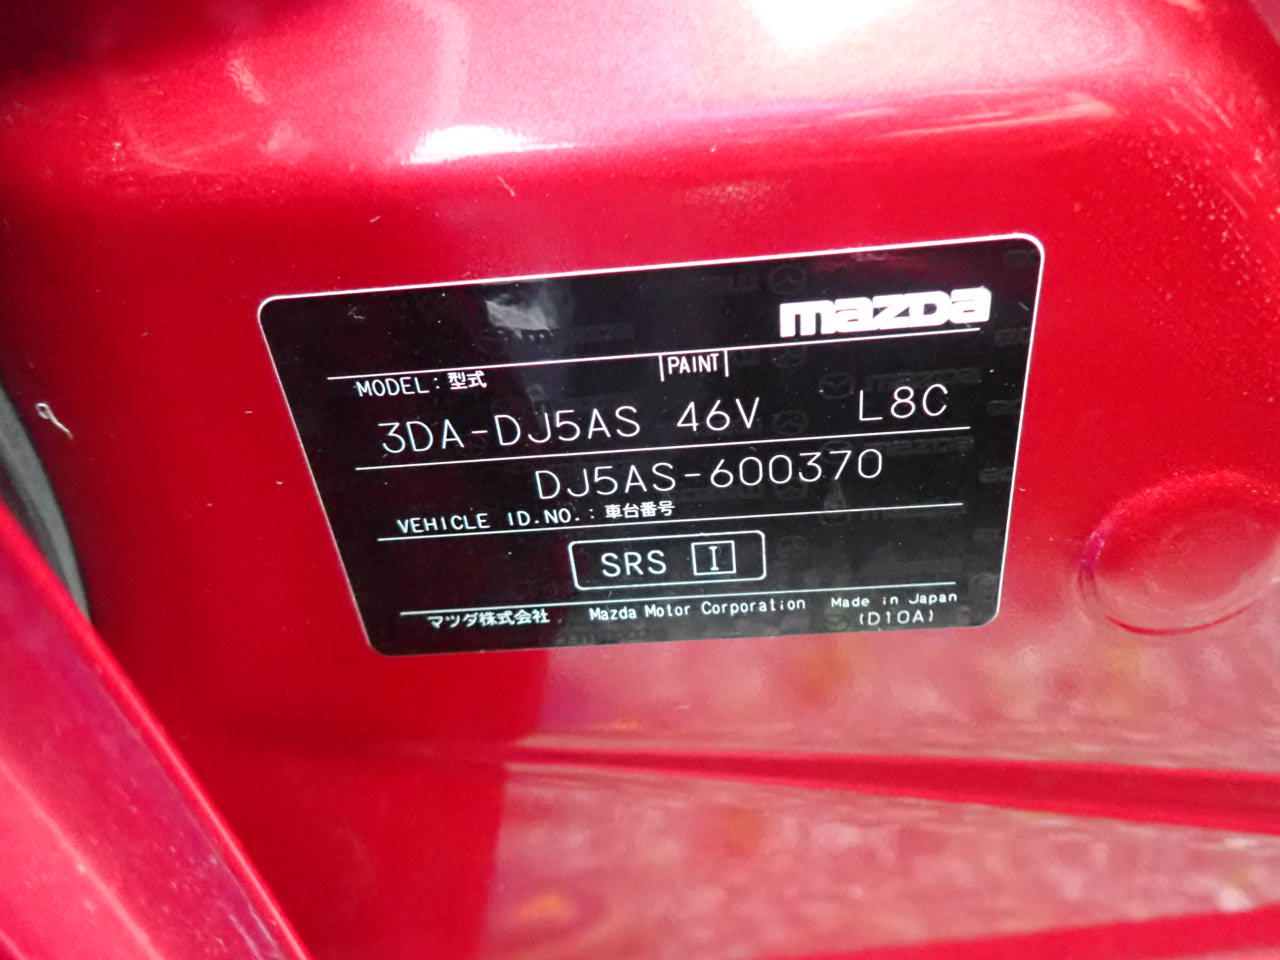 mazda
MODEL:型式 PAINT
3DA-DJ5AS 46V L8C
DJ5AS-600370
VEHICLE ID.NO.:車台番号
SRS I
マツダ株式会社 Mazda Motor Corporation Made in Japan
(D10A)